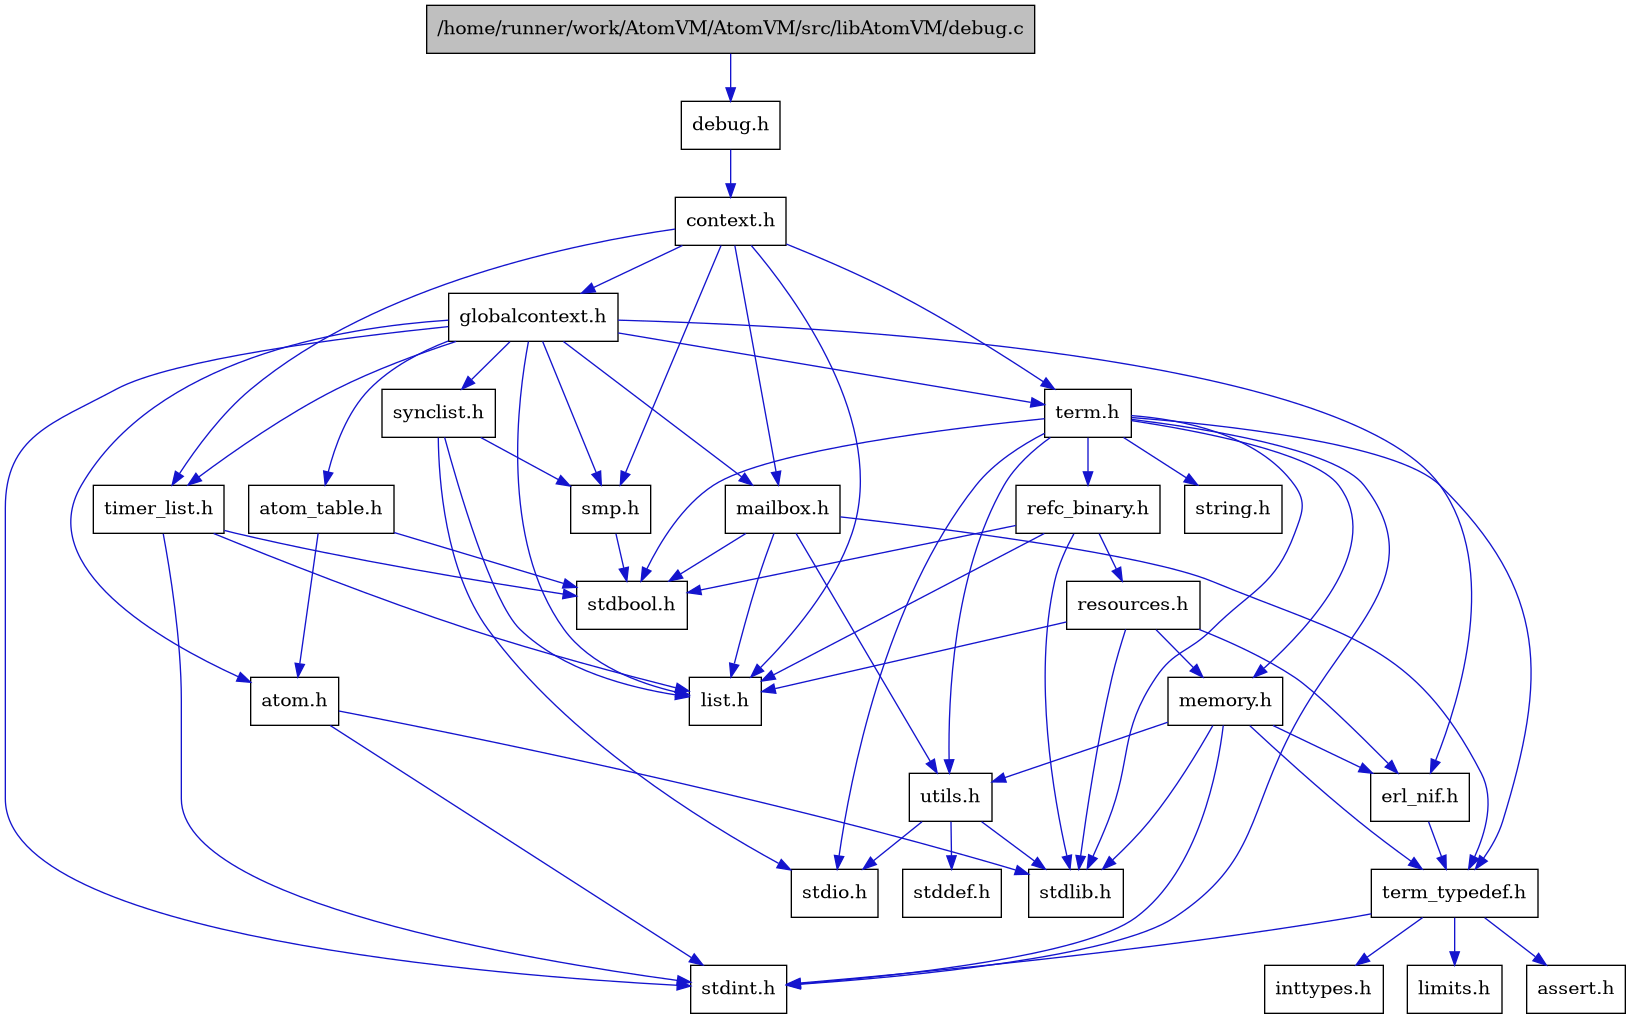 /home/runner/work/AtomVM/AtomVM/src/libAtomVM/debug.c
debug.h
context.h
globalcontext.h
synclist.h
term.h
timer_list.h
atom_table.h
smp.h
mailbox.h
refc_binary.h
string.h
stdbool.h
resources.h
atom.h
list.h
memory.h
utils.h
erl_nif.h
stdio.h
stddef.h
stdlib.h
term_typedef.h
stdint.h
inttypes.h
limits.h
assert.h